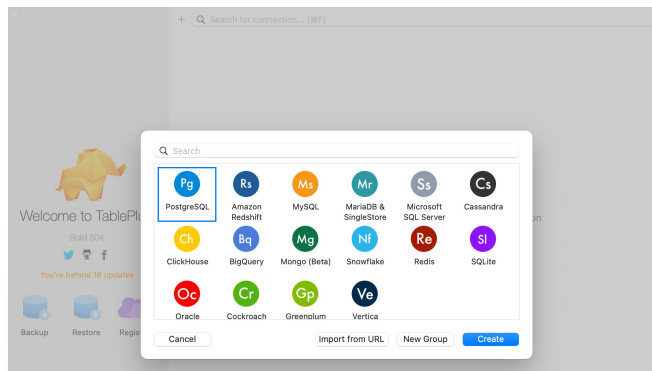 + Search for connection... (⌘F)
Search
Pg Rs Ms Mr Ss Cs
PostgreSQL Amazon Redshift MySQL MariaDB & SingleStore Microsoft SQL Server Cassandra
Ch Bq Mg Nf Re Sl
ClickHouse BigQuery Mongo (Beta) Snowflake Redis SQLite
Oc Cr Gp Ve
Oracle Cockroach Greenplum Vertica
Cancel Import from URL New Group Create
Welcome to TablePlu
Build 504
You're behind 16 updates
Backup Restore Regist
on